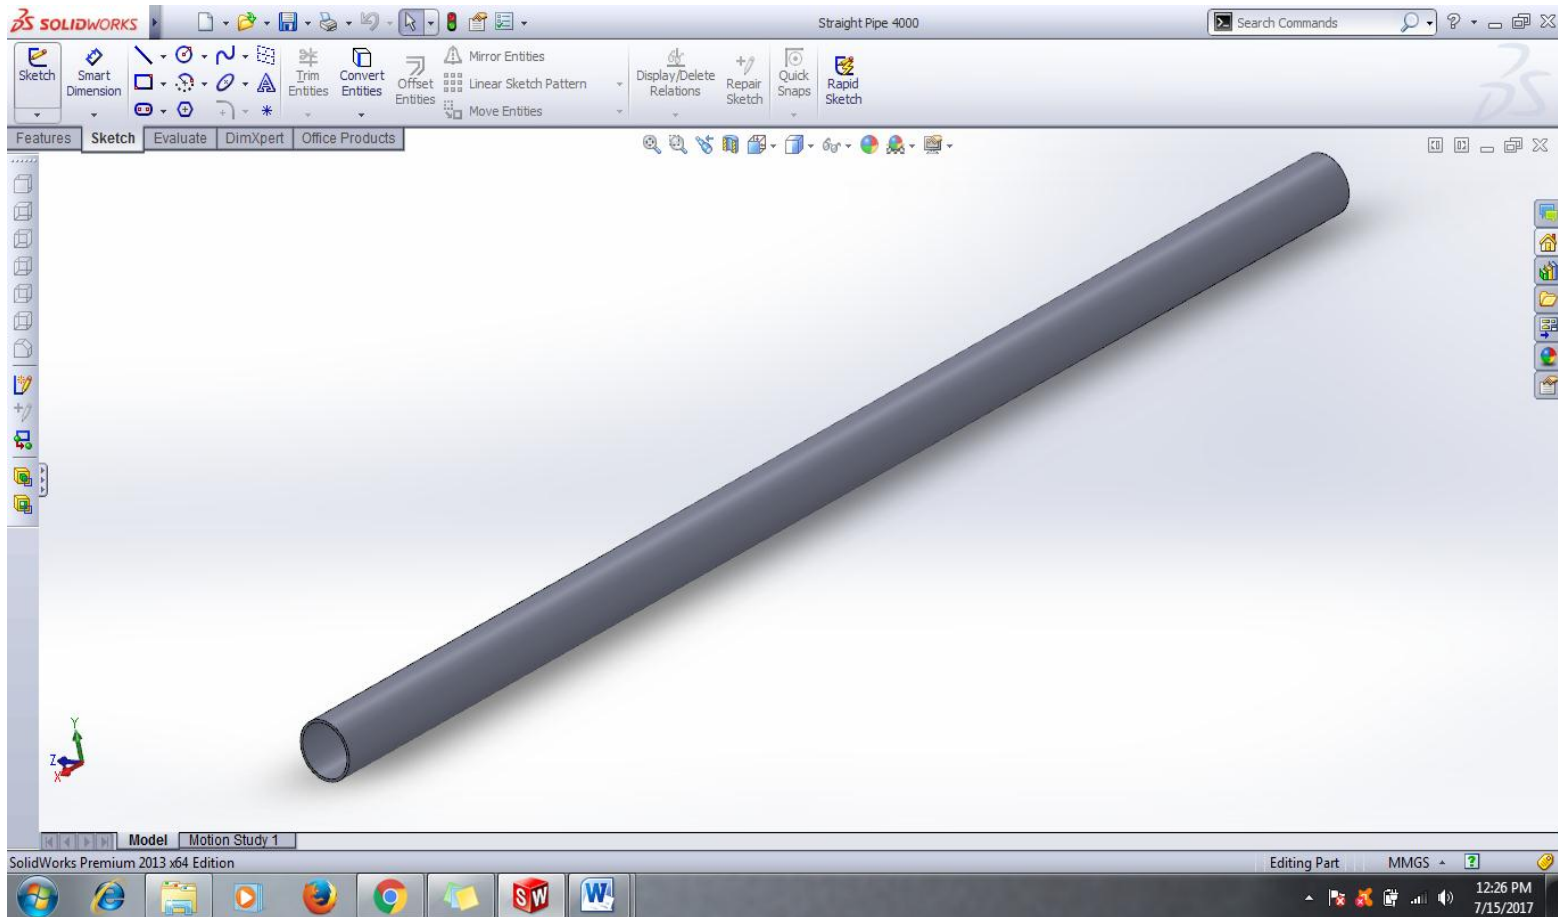 SOLIDWORKS
Straight Pipe 4000
Search Commands
Sketch
Smart Dimension
Trim Entities
Convert Entities
Offset Entities
Mirror Entities
Linear Sketch Pattern
Move Entities
Display/Delete Relations
Repair Sketch
Quick Snaps
Rapid Sketch
Features Sketch Evaluate DimXpert Office Products
Y
Z
X
Model Motion Study 1
SolidWorks Premium 2013 x64 Edition
Editing Part MMGS
12:26 PM
7/15/2017